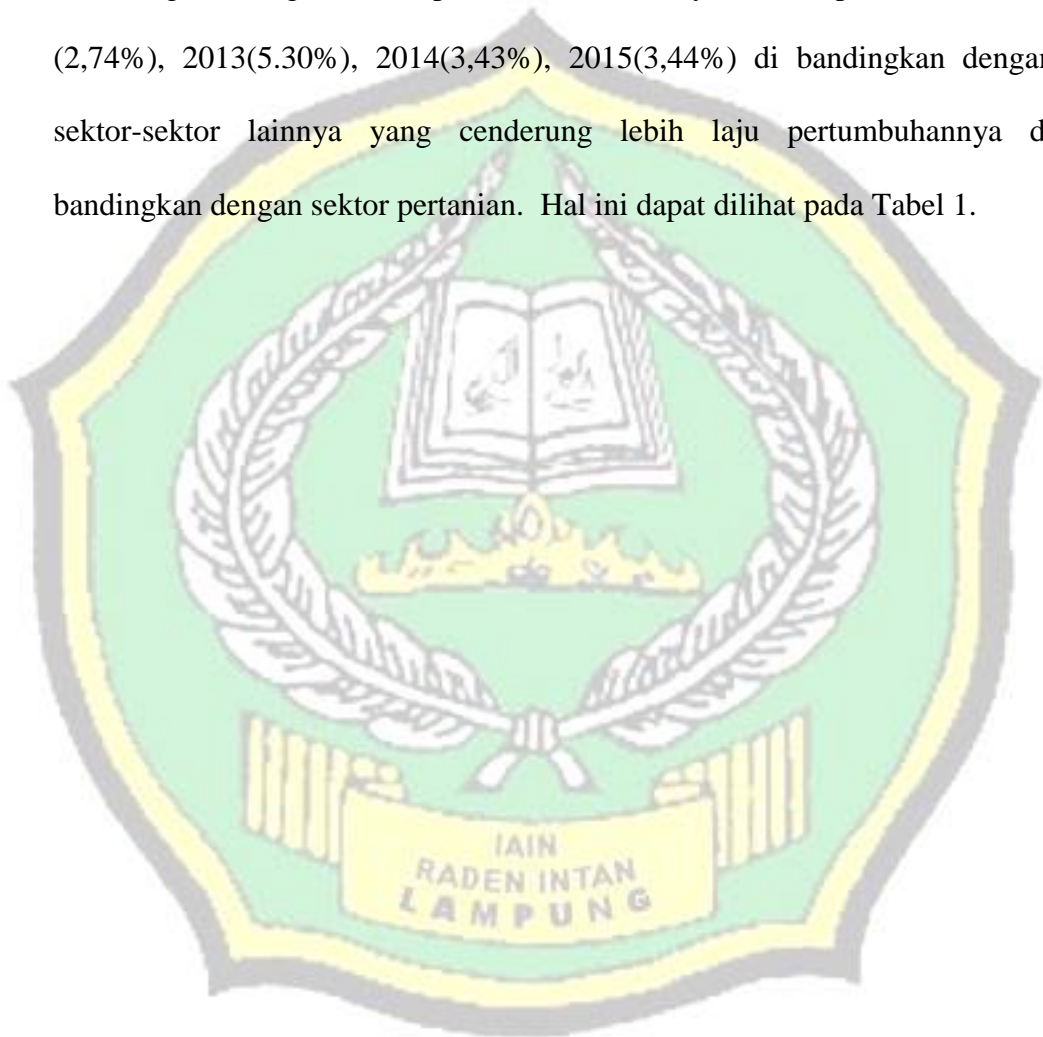 (2,74%), 2013(5.30%), 2014(3,43%), 2015(3,44%) di bandingkan dengan
sektor-sektor lainnya yang cenderung lebih laju pertumbuhannya
bandingkan dengan sektor pertanian. Hal ini dapat dilihat pada Tabel 1.
IAIN
RADEN INTAN
LAMPUNG